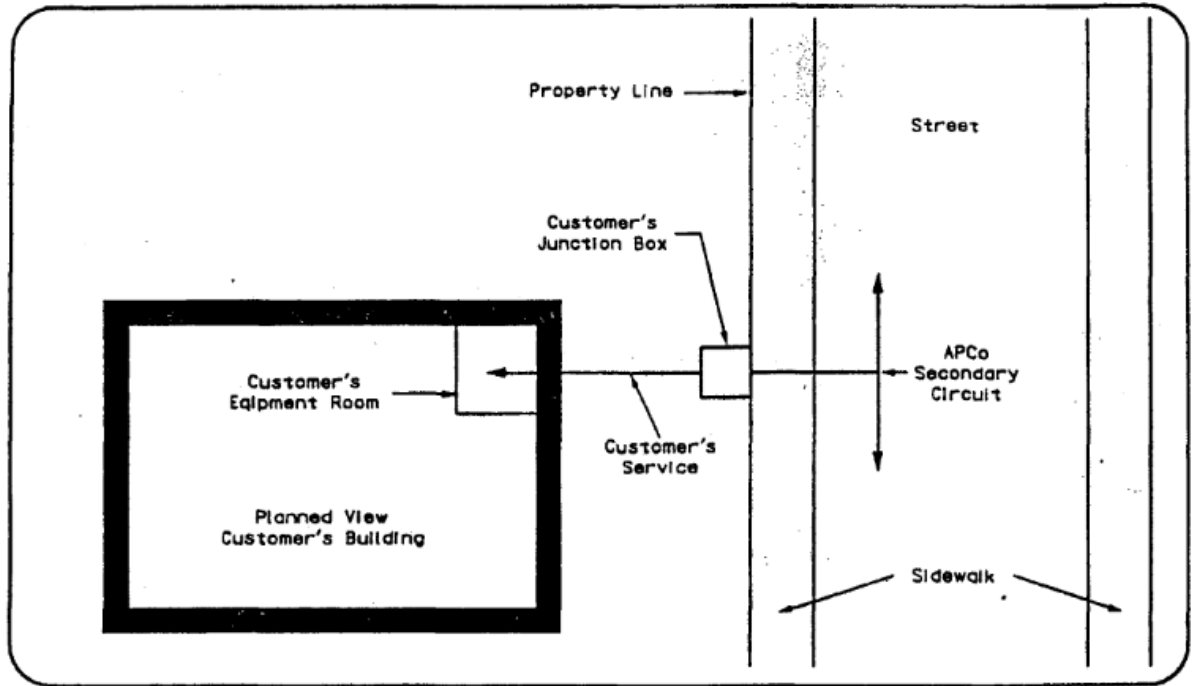 Property Line
Street
Customer's
Junction Box
APCo
Secondary
Circuit
Customer's
Eqipment Room
Customer's
Service
Planned View
Customer's Building
Sidewalk